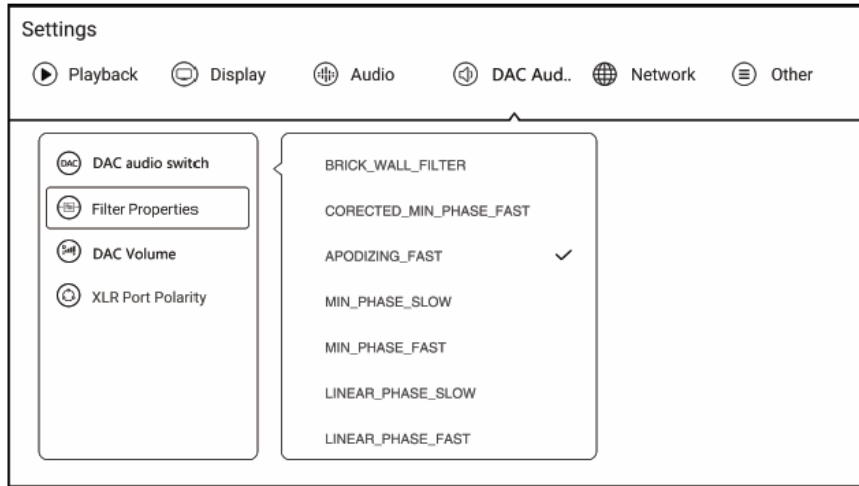 Settings
Playback Display Audio DAC Aud.. Network Other
DAC DAC audio switch
Filter Properties
DAC Volume
XLR Port Polarity
BRICK_WALL_FILTER
CORECTED_MIN_PHASE_FAST
APODIZING_FAST
MIN_PHASE_SLOW
MIN_PHASE_FAST
LINEAR_PHASE_SLOW
LINEAR_PHASE_FAST